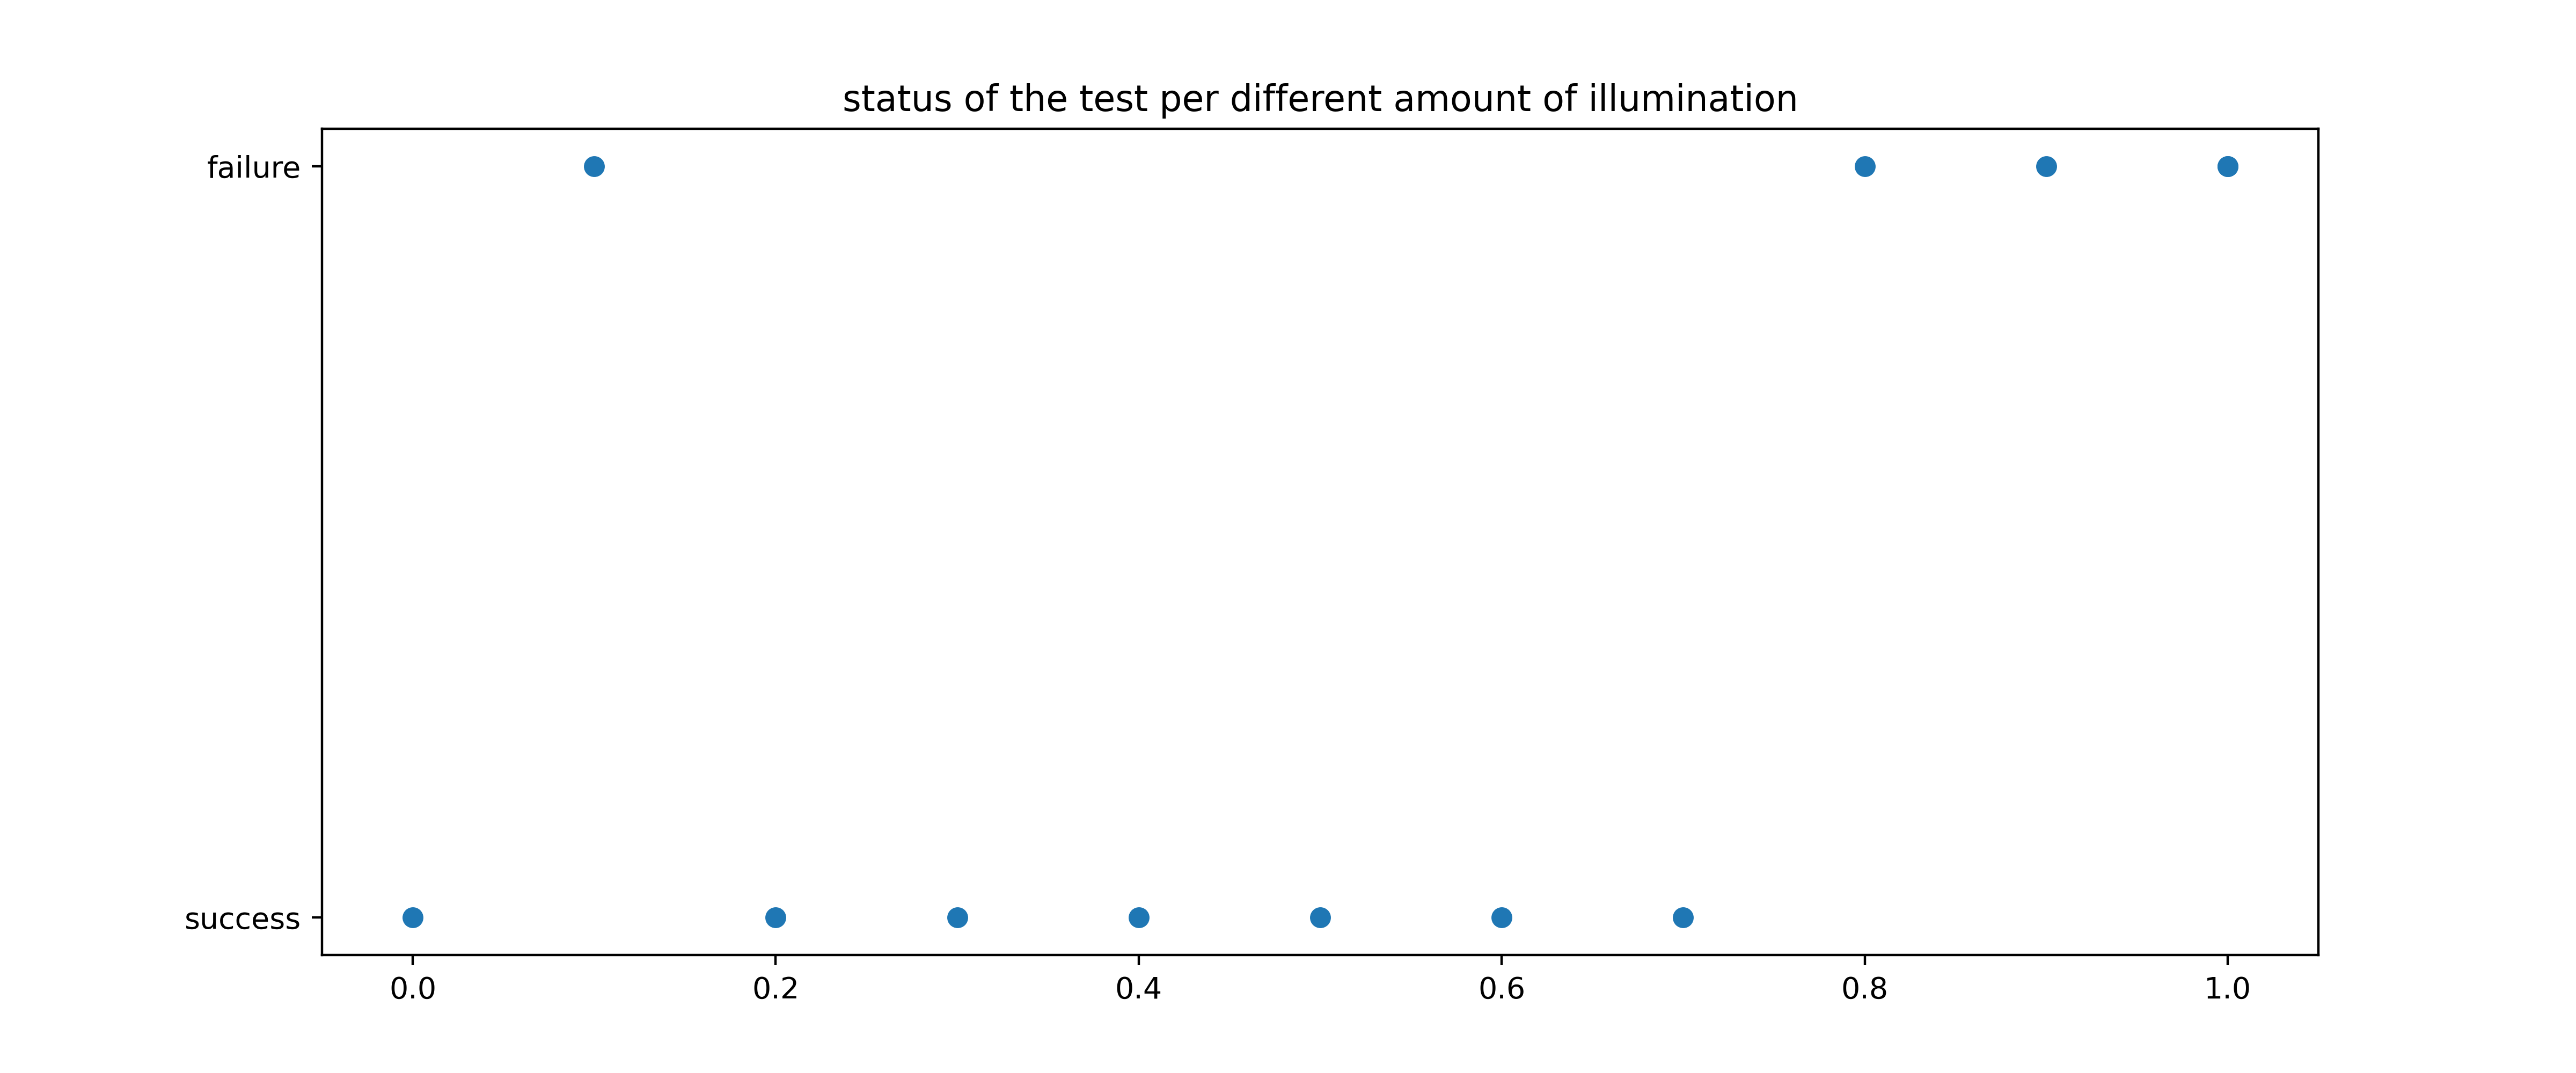 status of the test per different amount of illumination
failure
success
0.0 0.2 0.4 0.6 0.8 1.0